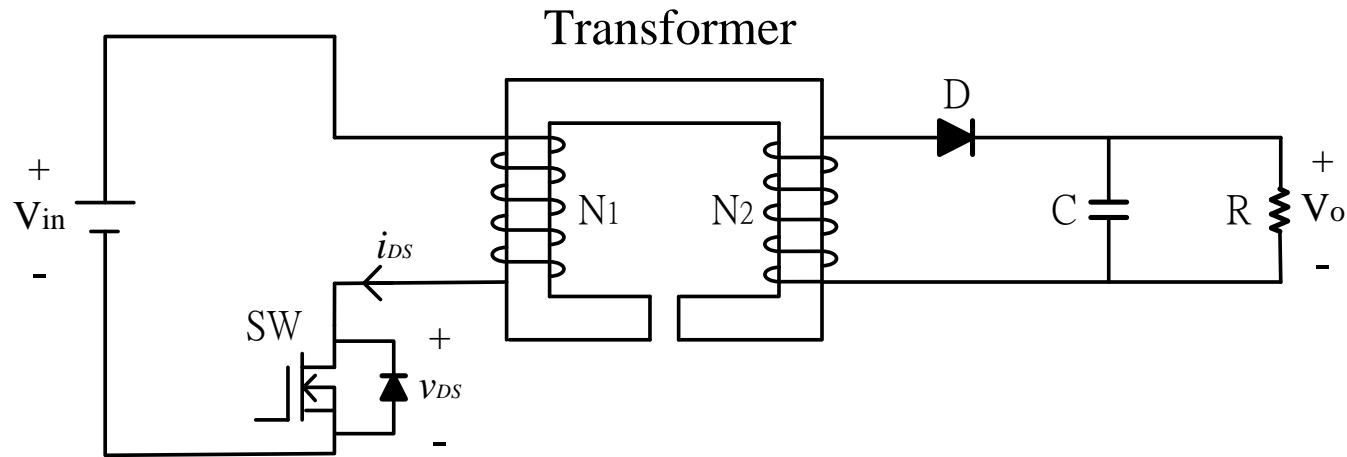 Transformer
D
+
Vin
-
N1
N2
C
R
+
Vo
-
iDS
SW
+
vDS
-